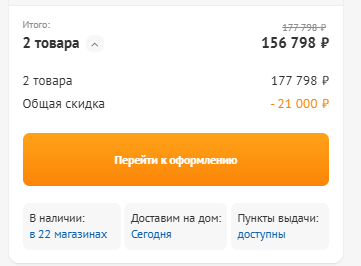 Итого:
177 798 ₽
2 товара
156 798 ₽
2 товара
177 798 ₽
Общая скидка
- 21 000 ₽
Перейти к оформлению
В наличии:
в 22 магазинах
Доставим на дом:
Сегодня
Пункты выдачи:
доступны